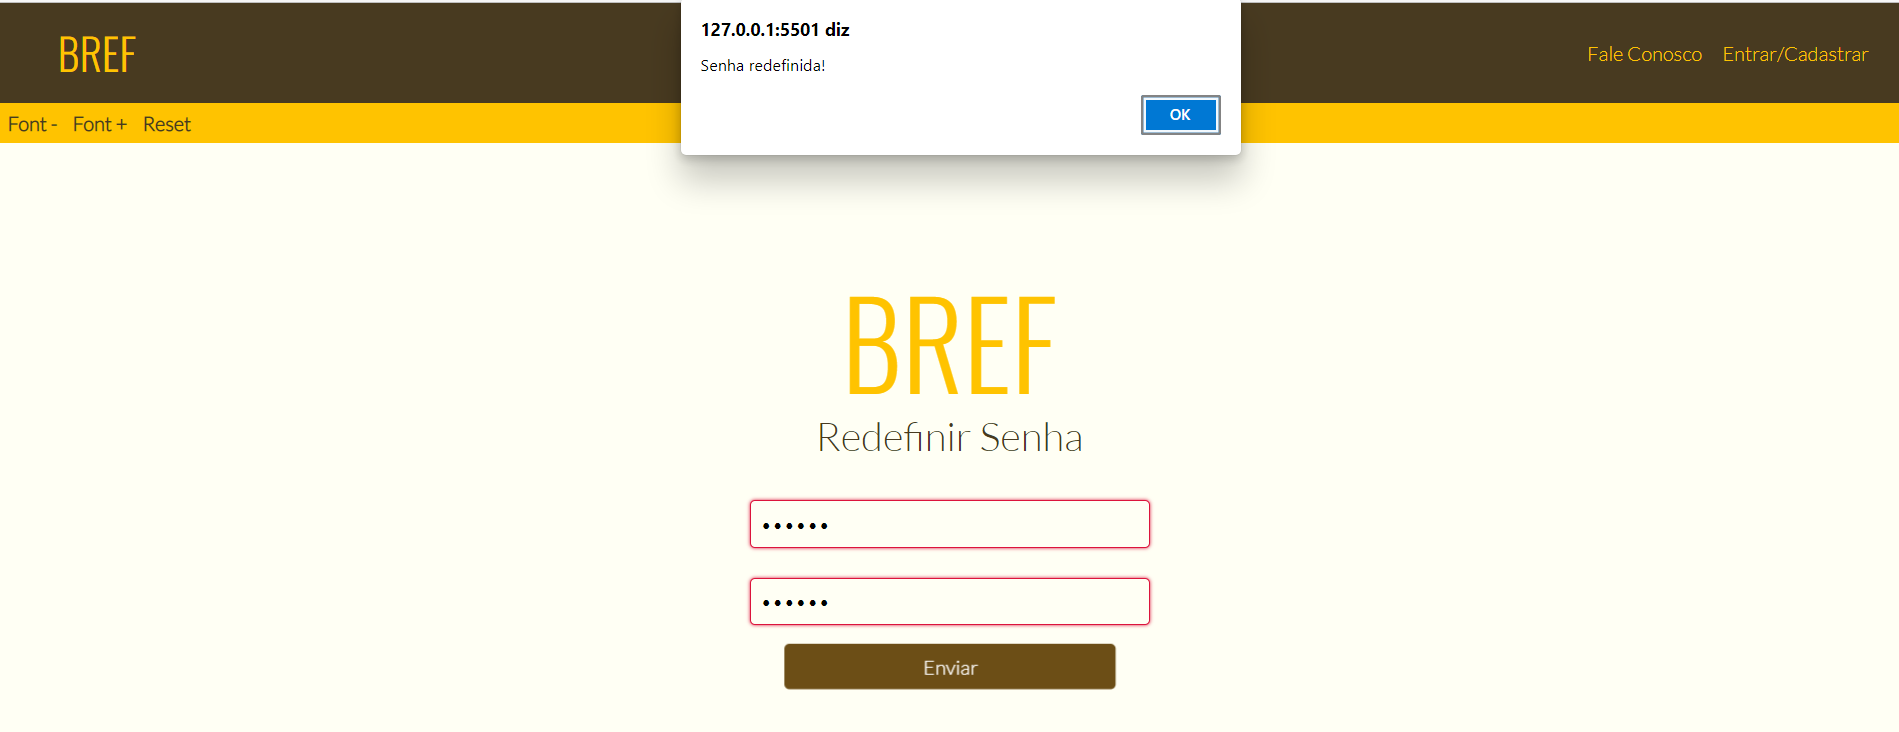 127.0.0.1:5501 diz
Senha redefinida!
OK
BREF
Fale Conosco Entrar/Cadastrar
Font - Font + Reset
BREF
Redefinir Senha
••••••
••••••
Enviar